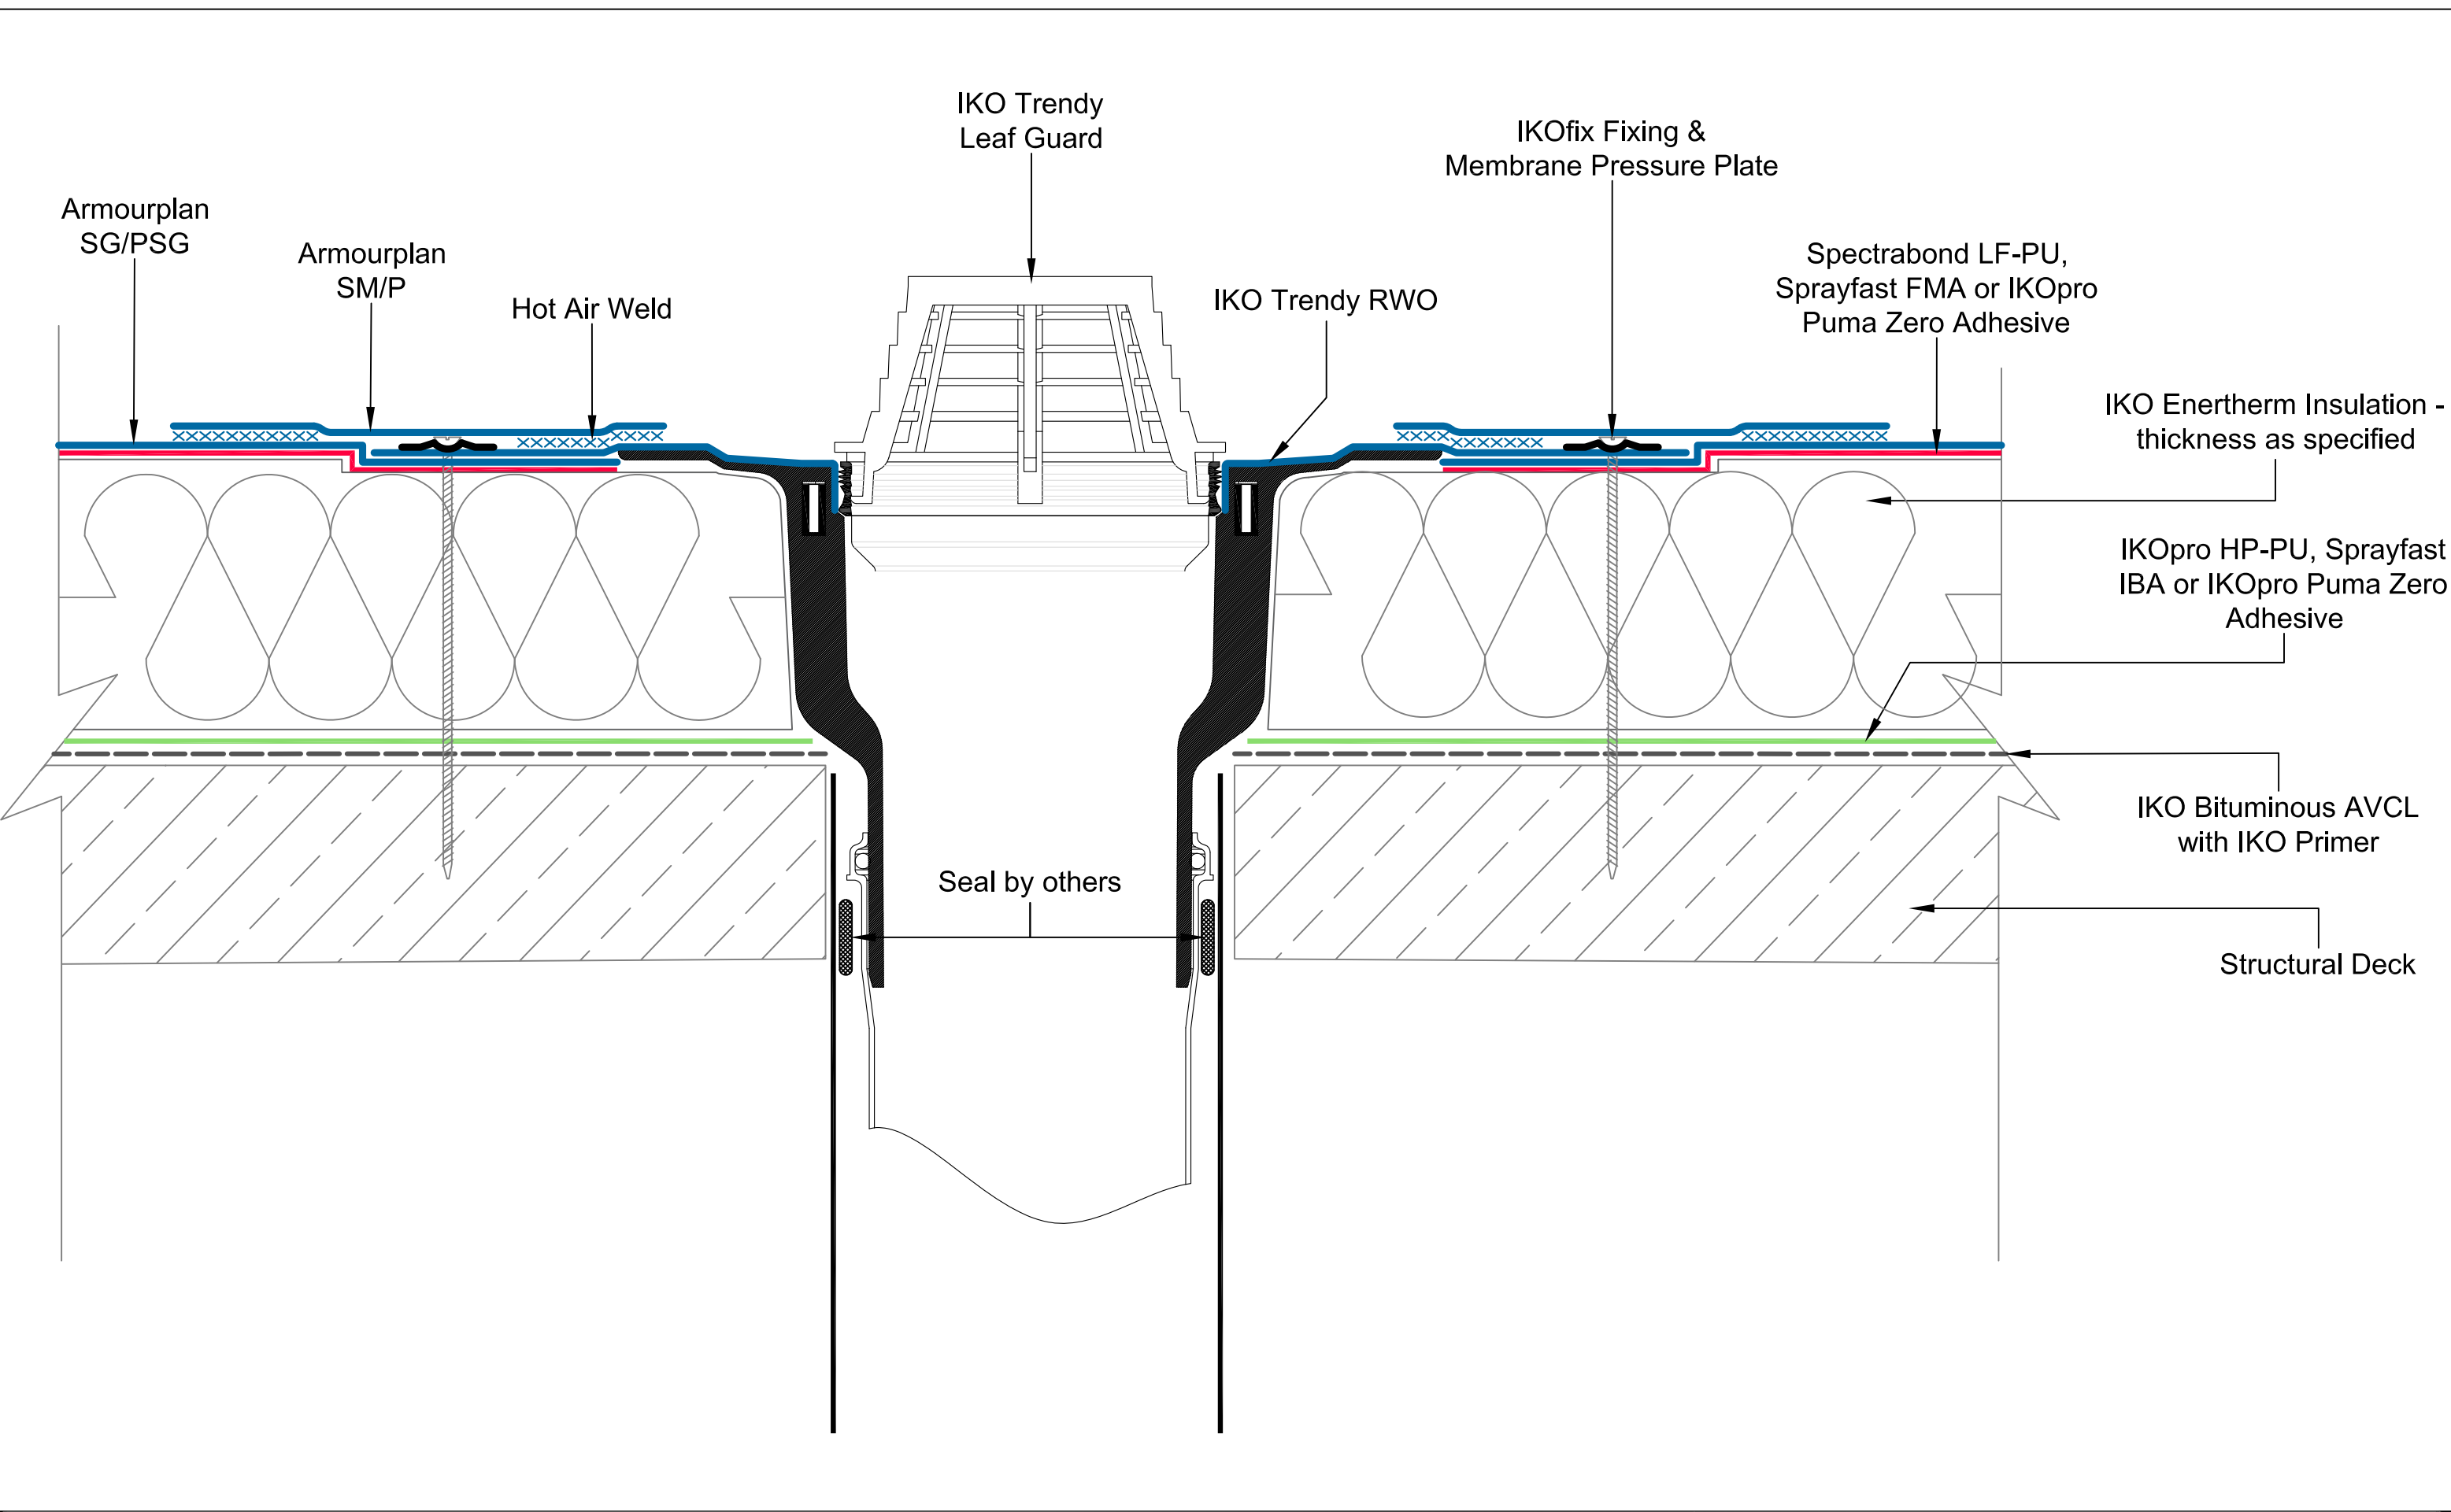 IKO Trendy
Leaf Guard
IKOfix Fixing &
Membrane Pressure Plate
Armourplan
SG/PSG
Armourplan
SM/P
Hot Air Weld
IKO Trendy RWO
Spectrabond LF-PU,
Sprayfast FMA or IKOpro
Puma Zero Adhesive
IKO Enertherm Insulation -
thickness as specified
IKOpro HP-PU, Sprayfast
IBA or IKOpro Puma Zero
Adhesive
IKO Bituminous AVCL
with IKO Primer
Seal by others
Structural Deck